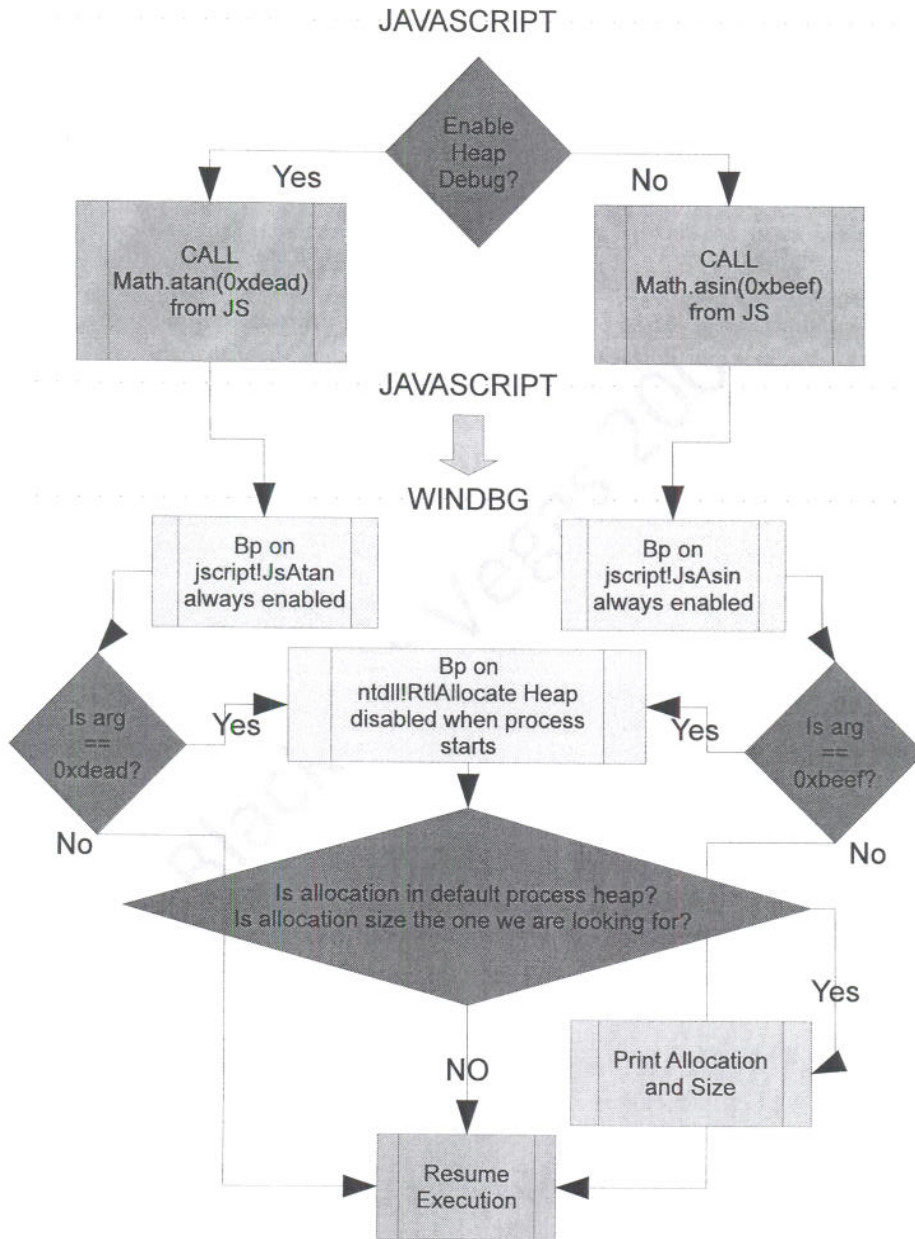 JAVASCRIPT
Enable
Heap
Debug?
Yes
No
CALL
Math.atan(0xdead)
from JS
CALL
Math.asin(0xbeef)
from JS
JAVASCRIPT
WINDBG
Bp on
jscript!JsAtan
always enabled
Bp on
jscript!JsAsin
always enabled
Bp on
ntdll!RtlAllocate Heap
disabled when process
starts
Is arg
==
0xdead?
Yes
Yes
Is arg
==
0xbeef?
No
No
Is allocation in default process heap?
Is allocation size the one we are looking for?
Yes
NO
Print Allocation
and Size
Resume
Execution